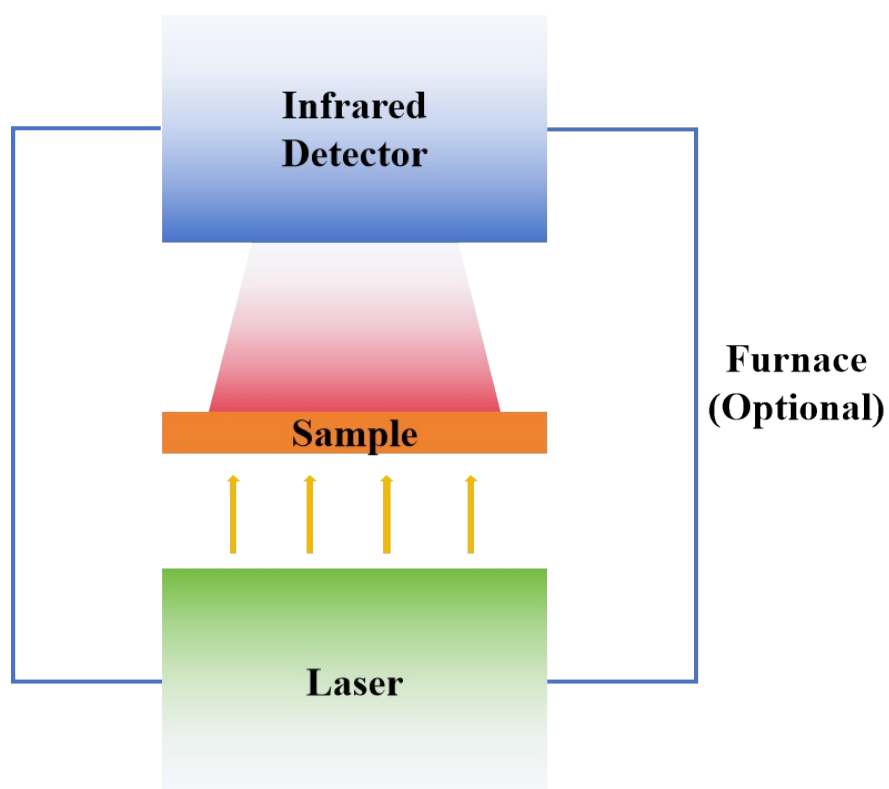 Infrared
Detector
Furnace
(Optional)
Sample
Laser